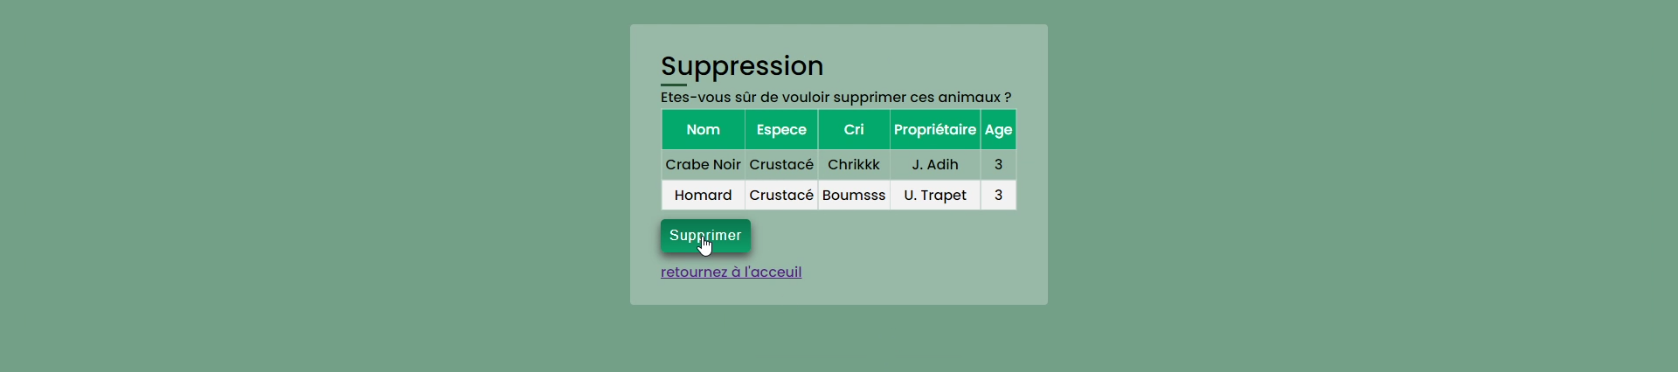 Suppression
Etes-vous sûr de vouloir supprimer ces animaux ?
Nom Espece Cri Propriétaire Age
Crabe Noir Crustacé Chrikkk J. Adih 3
Homard Crustacé Boumsss U. Trapet 3
Supprimer
retournez à l'acceuil